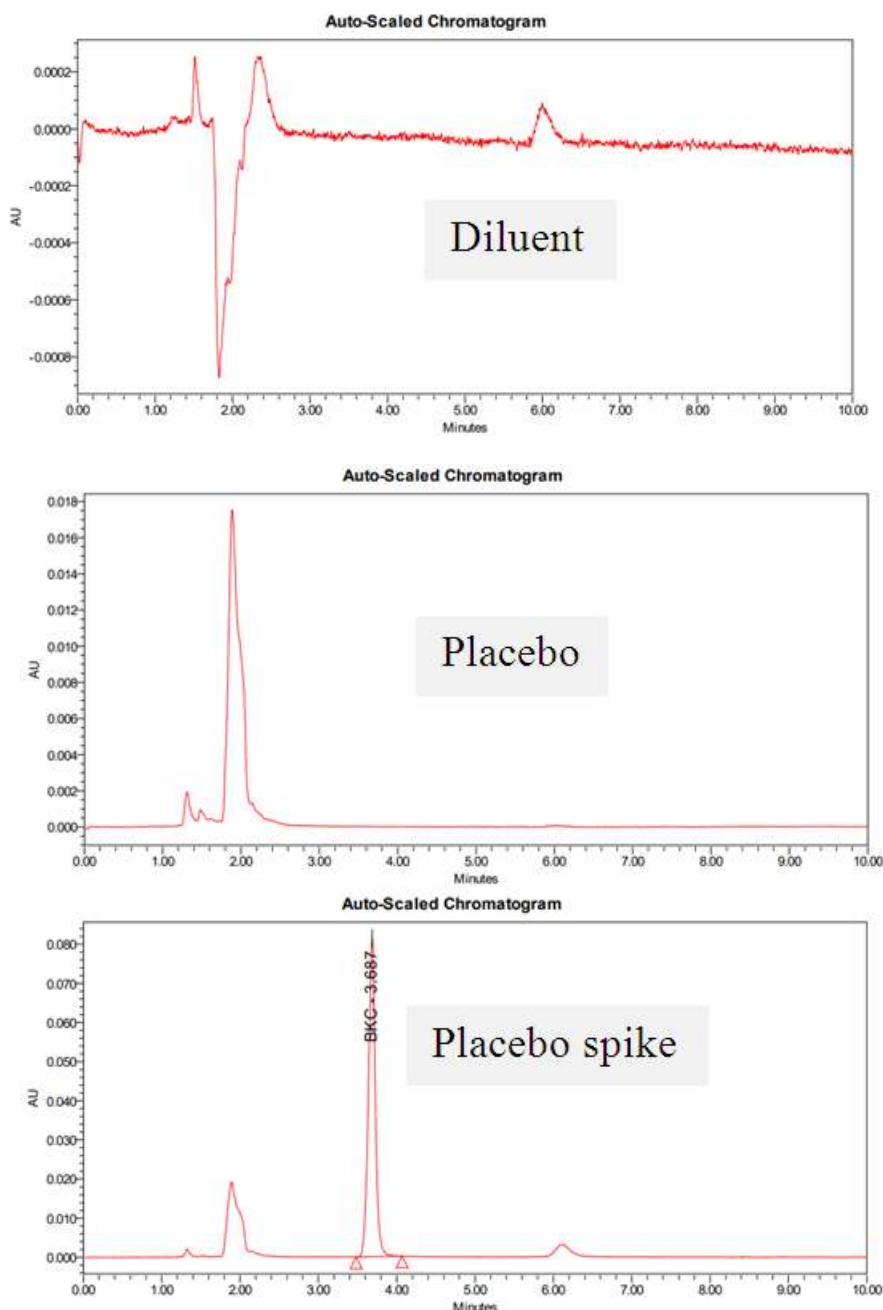 Auto-Scaled Chromatogram
0.0002
0.0000
-0.0002
-0.0004
-0.0006
-0.0008
AU
Diluent
0.00 1.00 2.00 3.00 4.00 5.00 6.00 7.00 8.00 9.00 10.00
Minutes
Auto-Scaled Chromatogram
0.018
0.016
0.014
0.012
0.010
0.008
0.006
0.004
0.002
0.000
AU
Placebo
0.00 1.00 2.00 3.00 4.00 5.00 6.00 7.00 8.00 9.00 10.00
Minutes
Auto-Scaled Chromatogram
0.080
0.070
0.060
0.050
0.040
0.030
0.020
0.010
0.000
AU
BKC - 3.687
Placebo spike
0.00 1.00 2.00 3.00 4.00 5.00 6.00 7.00 8.00 9.00 10.00
Minutes